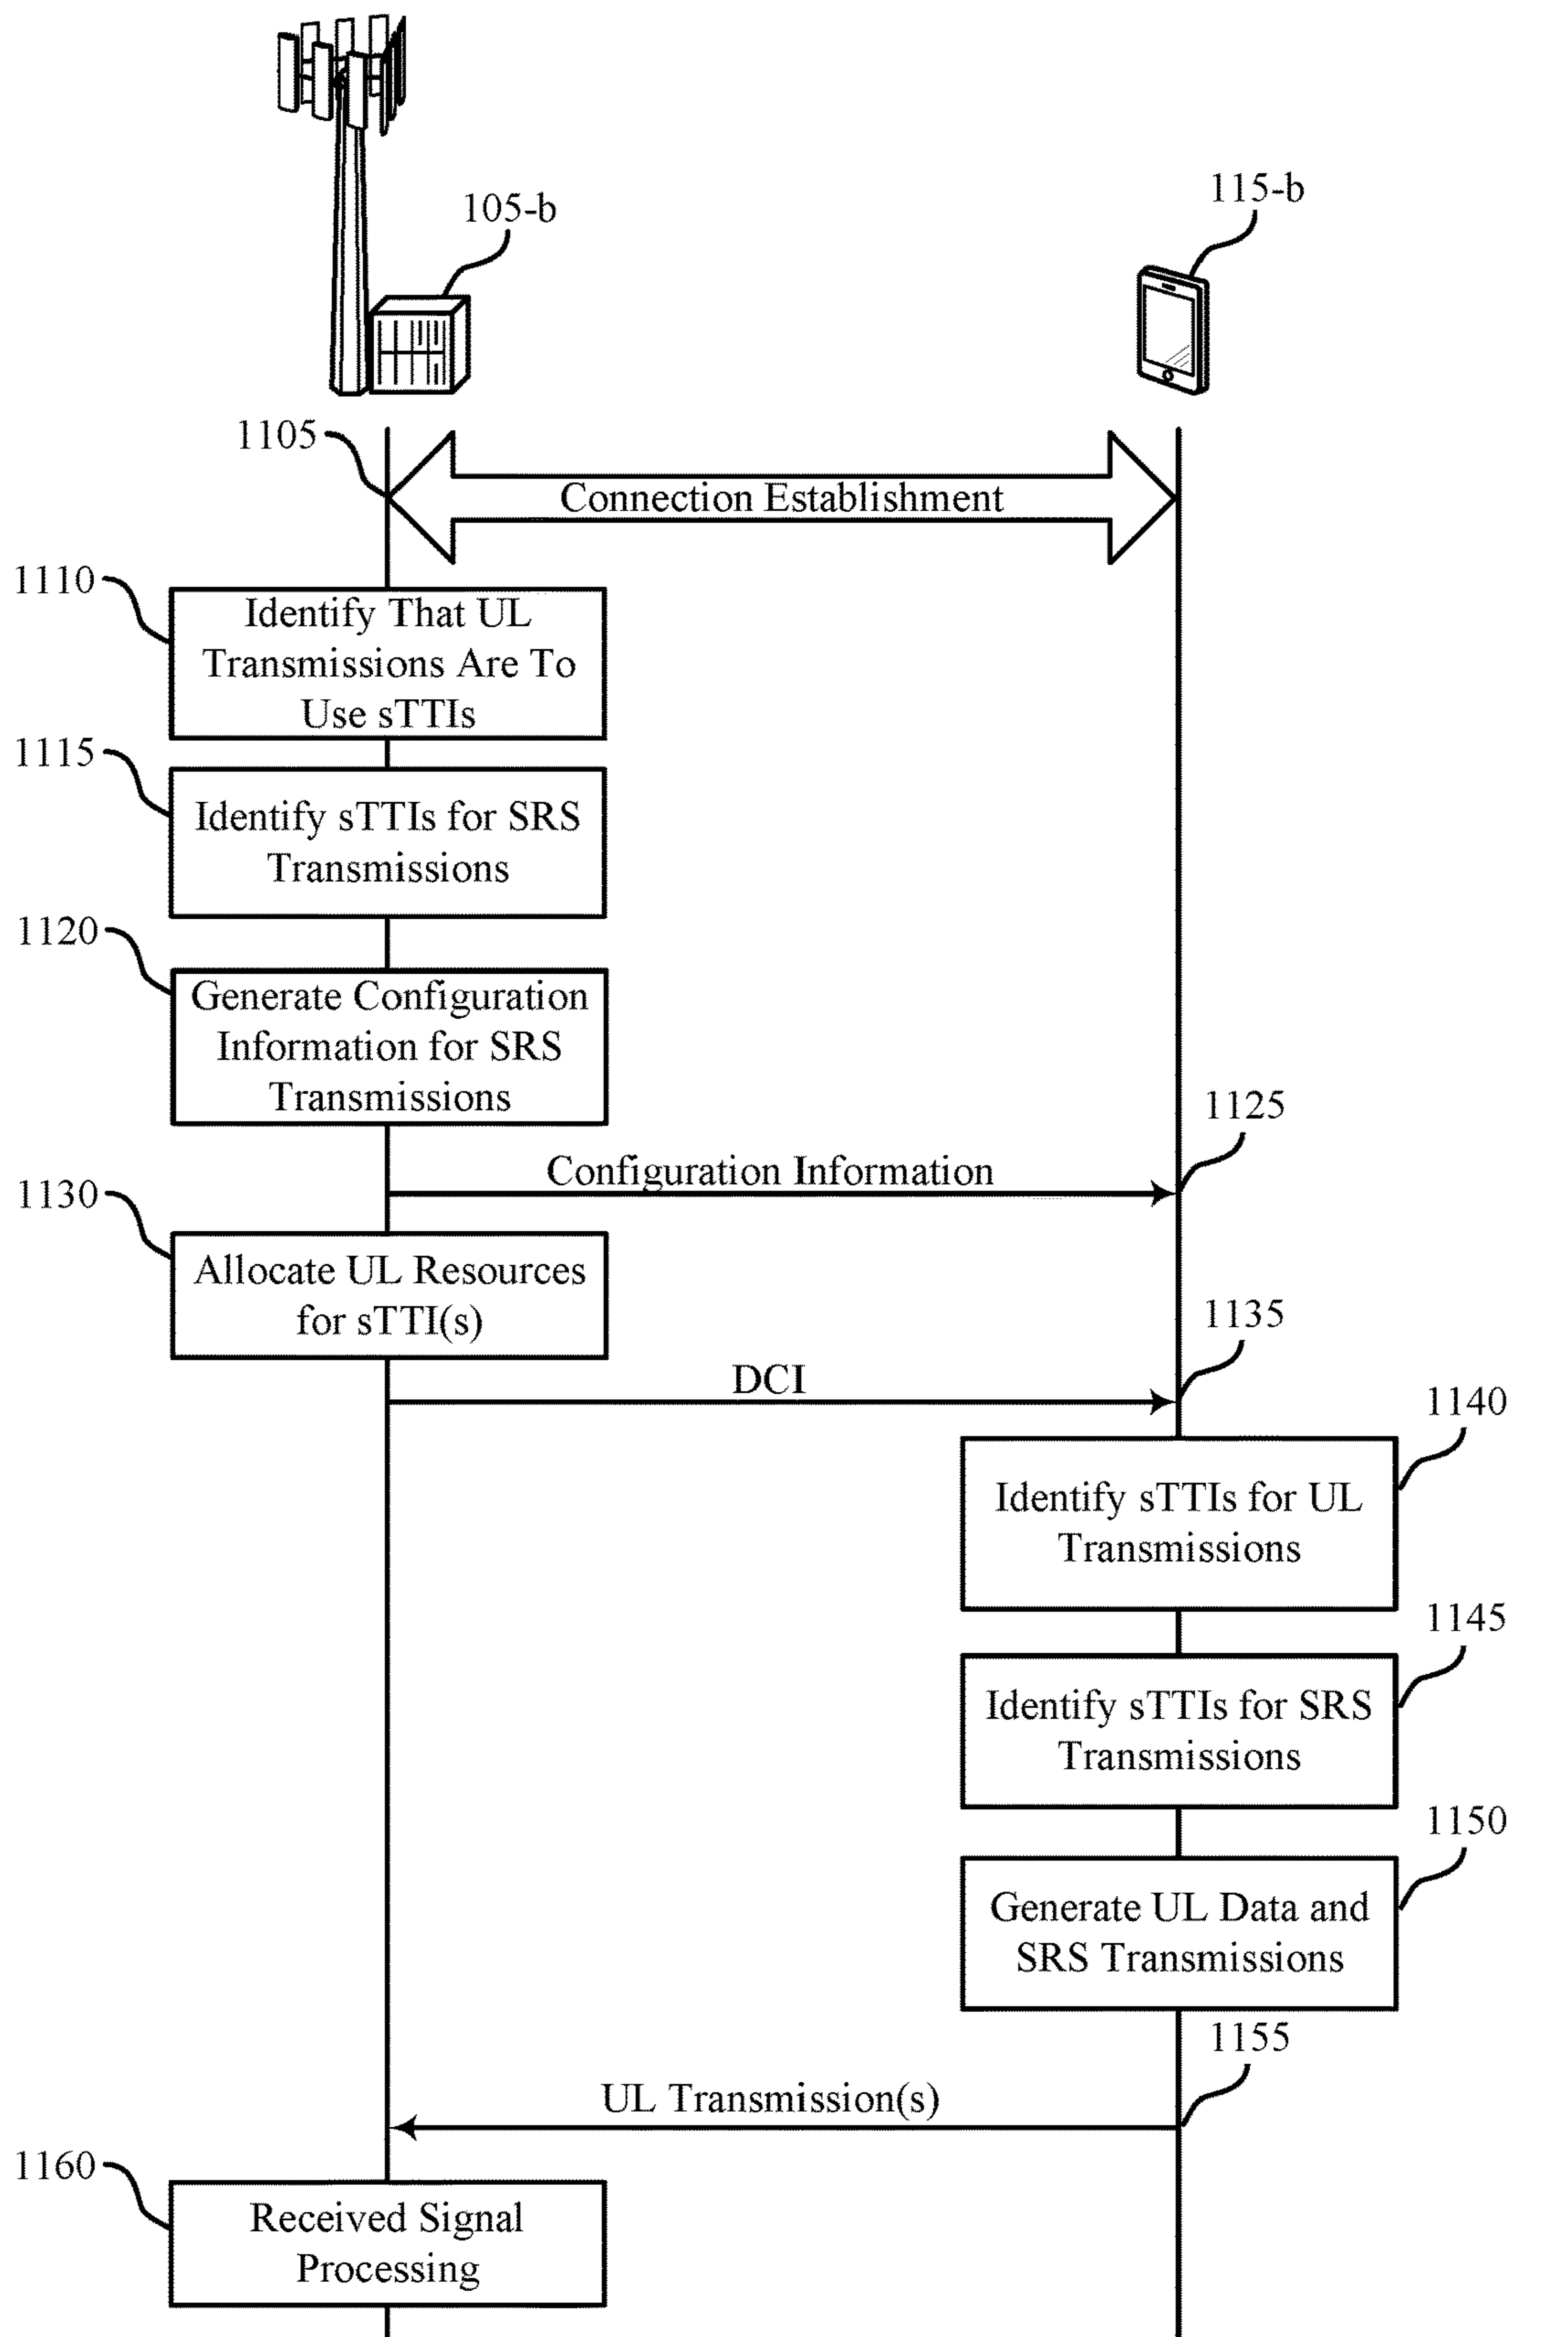 105-b
115-b
1105
Connection Establishment
1110
Identify That UL
Transmissions Are To
Use sTTIs
1115
Identify sTTIs for SRS
Transmissions
1120
Generate Configuration
Information for SRS
Transmissions
1125
Configuration Information
1130
Allocate UL Resources
for sTTI(s)
1135
DCI
1140
Identify sTTIs for UL
Transmissions
1145
Identify sTTIs for SRS
Transmissions
1150
Generate UL Data and
SRS Transmissions
1155
UL Transmission(s)
1160
Received Signal
Processing